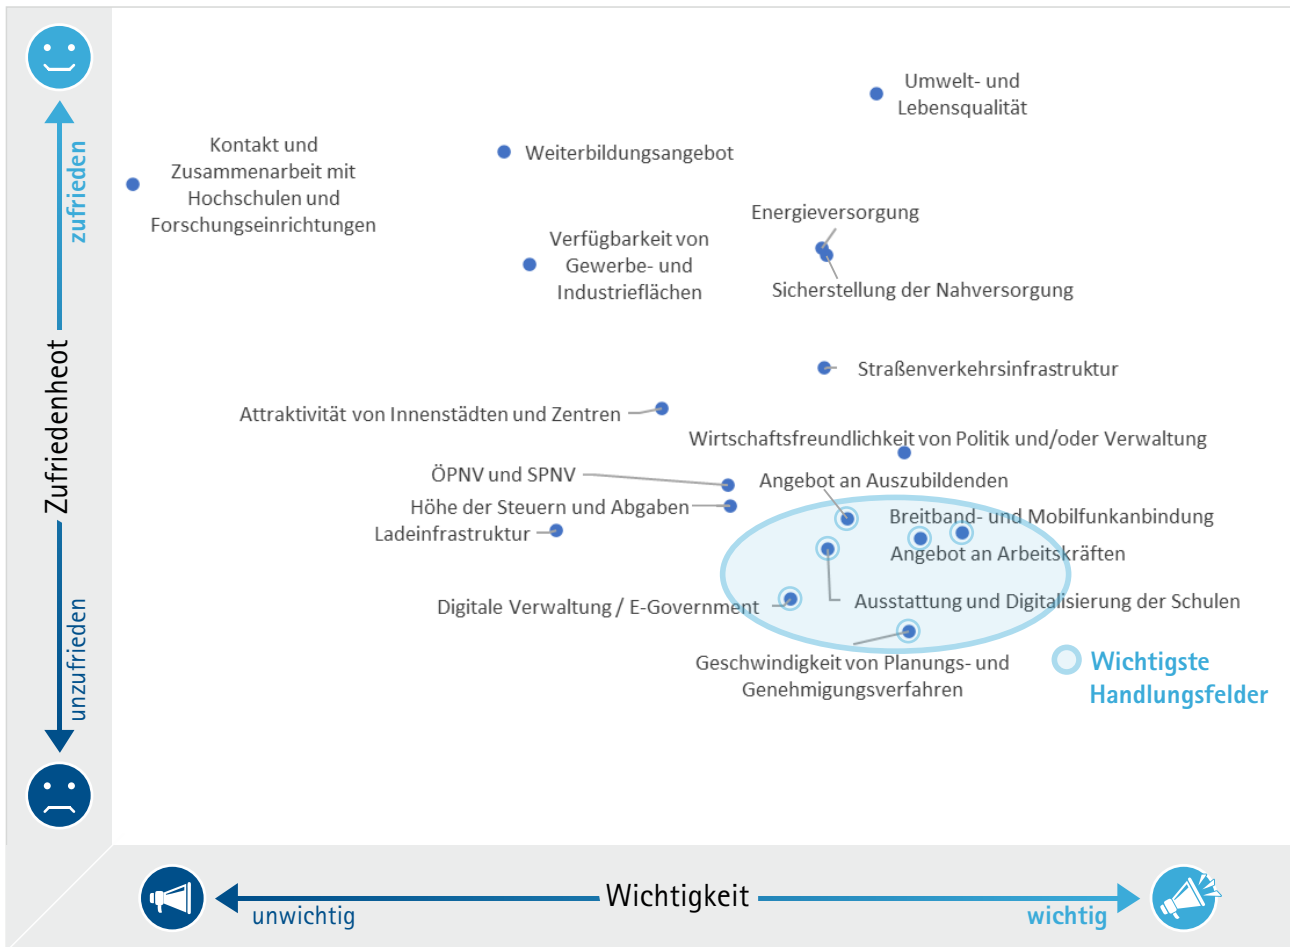 Umwelt- und
Lebensqualität
Kontakt und
Zusammenarbeit mit
Hochschulen und
Forschungseinrichtungen
Weiterbildungsangebot
zufrieden
Energieversorgung
Verfügbarkeit von
Gewerbe- und
Industrieflächen
Sicherstellung der Nahversorgung
Straßenverkehrsinfrastruktur
Zufriedenheot
Attraktivität von Innenstädten und Zentren
Wirtschaftsfreundlichkeit von Politik und/oder Verwaltung
ÖPNV und SPNV
Angebot an Auszubildenden
Höhe der Steuern und Abgaben
Breitband- und Mobilfunkanbindung
Ladeinfrastruktur
Angebot an Arbeitskräften
Digitale Verwaltung / E-Government
Ausstattung und Digitalisierung der Schulen
unzufrieden
Geschwindigkeit von Planungs- und
Genehmigungsverfahren
Wichtigste
Handlungsfelder
Wichtigkeit
unwichtig
wichtig